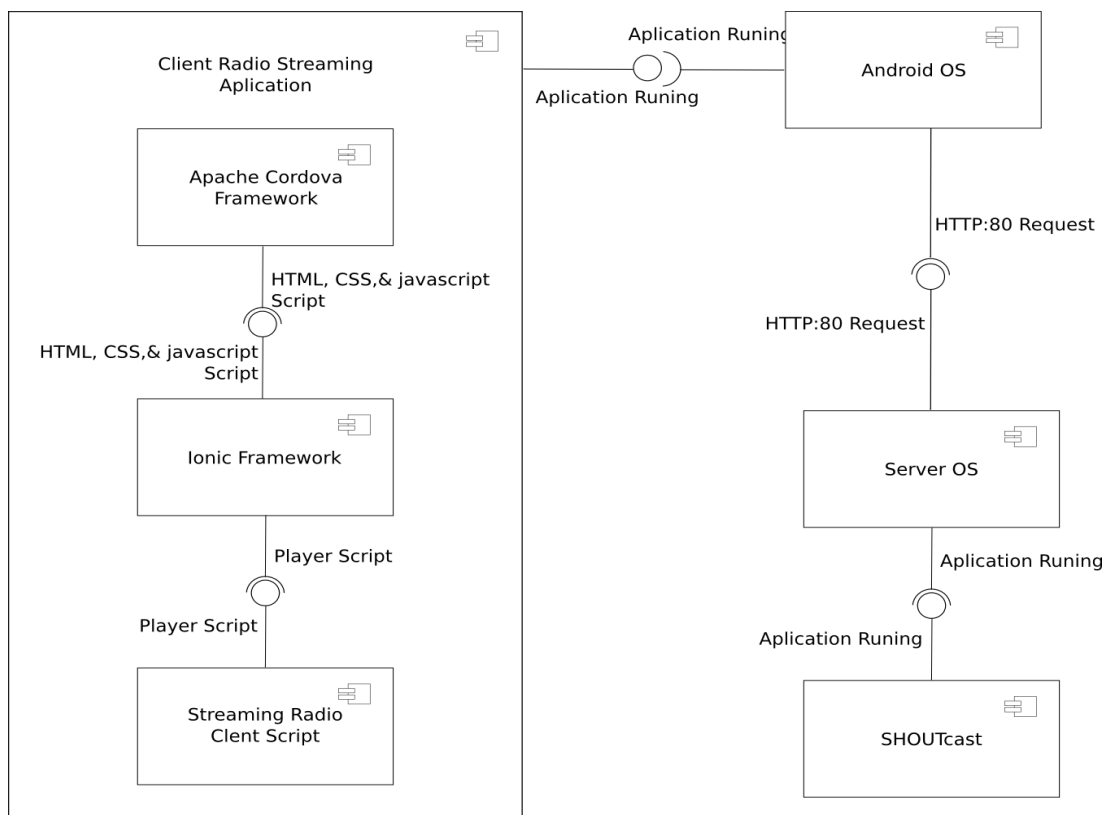 Client Radio Streaming
Aplication
Apache Cordova
Framework
HTML, CSS,& javascript
Script
HTML, CSS,& javascript
Script
Ionic Framework
Player Script
Player Script
Streaming Radio
Clent Script
Aplication Runing
Aplication Runing
Android OS
HTTP:80 Request
HTTP:80 Request
Server OS
Aplication Runing
Aplication Runing
SHOUTcast